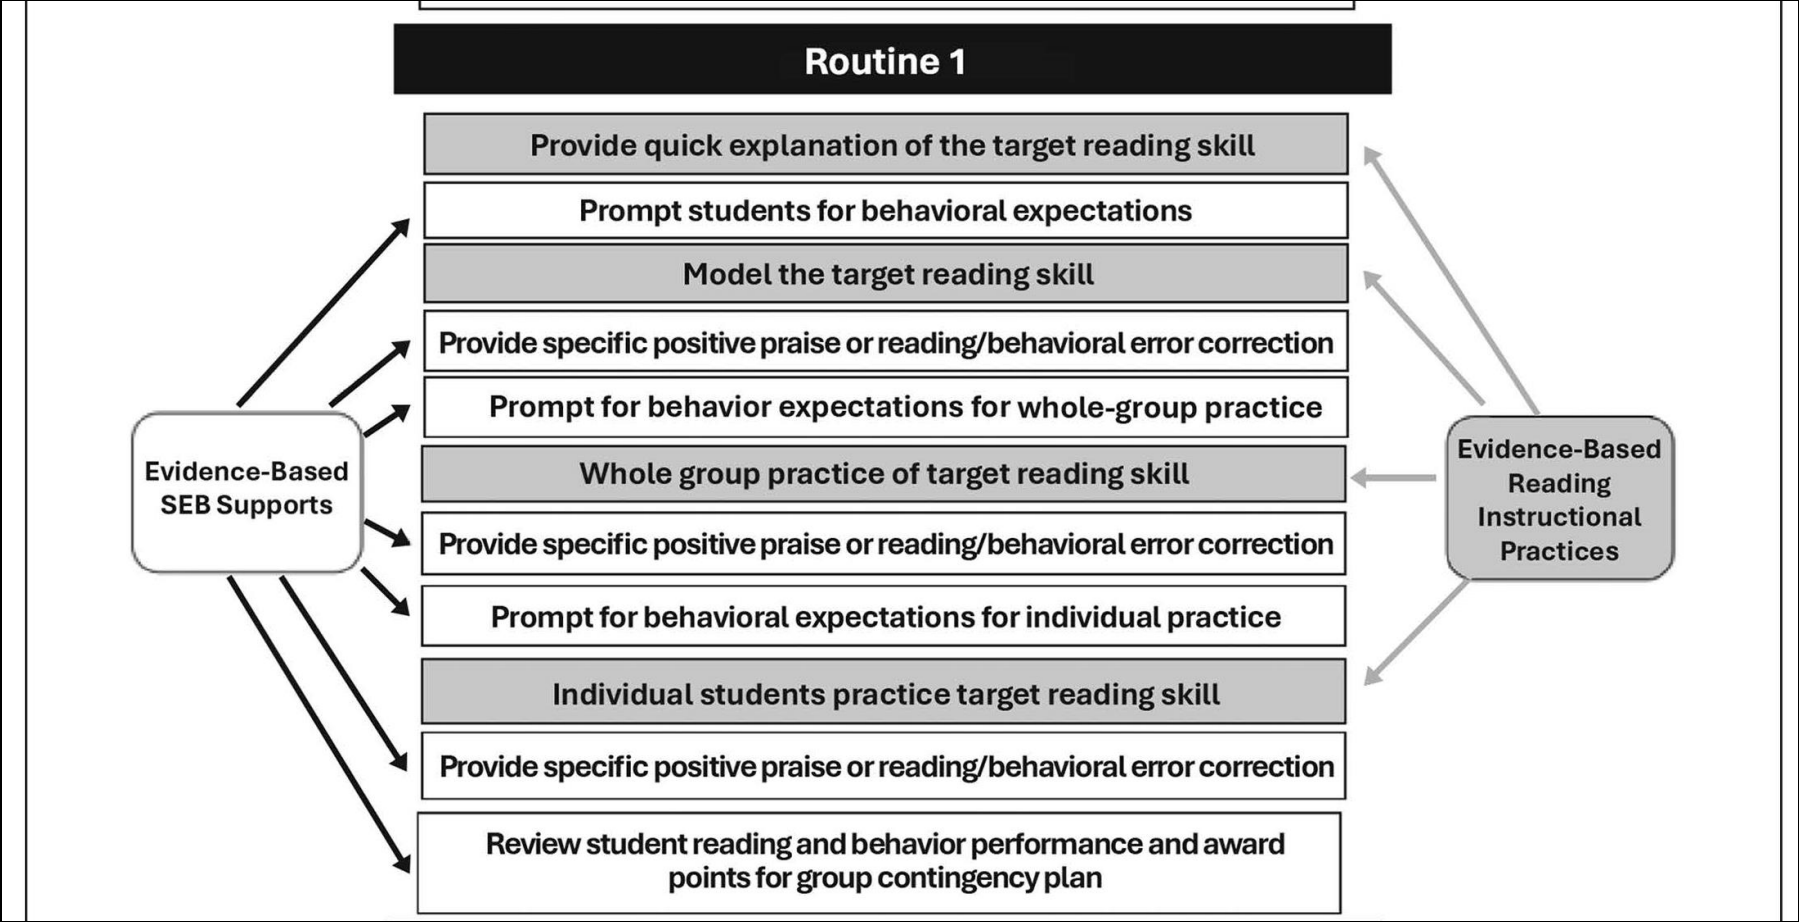 Routine 1
Provide quick explanation of the target reading skill
Prompt students for behavioral expectations
Model the target reading skill
Provide specific positive praise or reading/behavioral error correction
Prompt for behavior expectations for whole-group practice
Evidence-Based
SEB Supports
Whole group practice of target reading skill
Evidence-Based
Reading
Instructional
Practices
Provide specific positive praise or reading/behavioral error correction
Prompt for behavioral expectations for individual practice
Individual students practice target reading skill
Provide specific positive praise or reading/behavioral error correction
Review student reading and behavior performance and award
points for group contingency plan